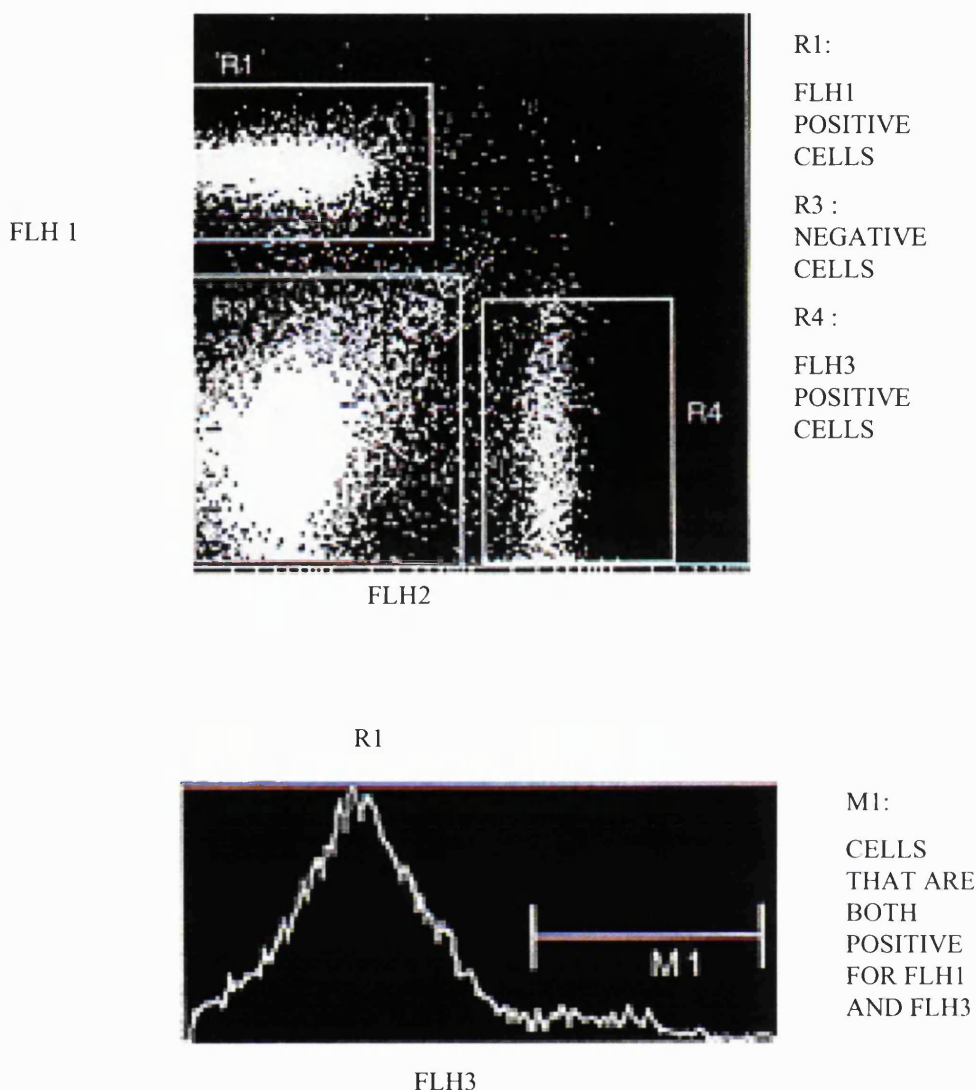 R1
R3
R4
FLH 1
FLH2
R1:
FLH1
POSITIVE
CELLS
R3 :
NEGATIVE
CELLS
R4 :
FLH3
POSITIVE
CELLS
R1
M1
FLH3
M1:
CELLS
THAT ARE
BOTH
POSITIVE
FOR FLH1
AND FLH3